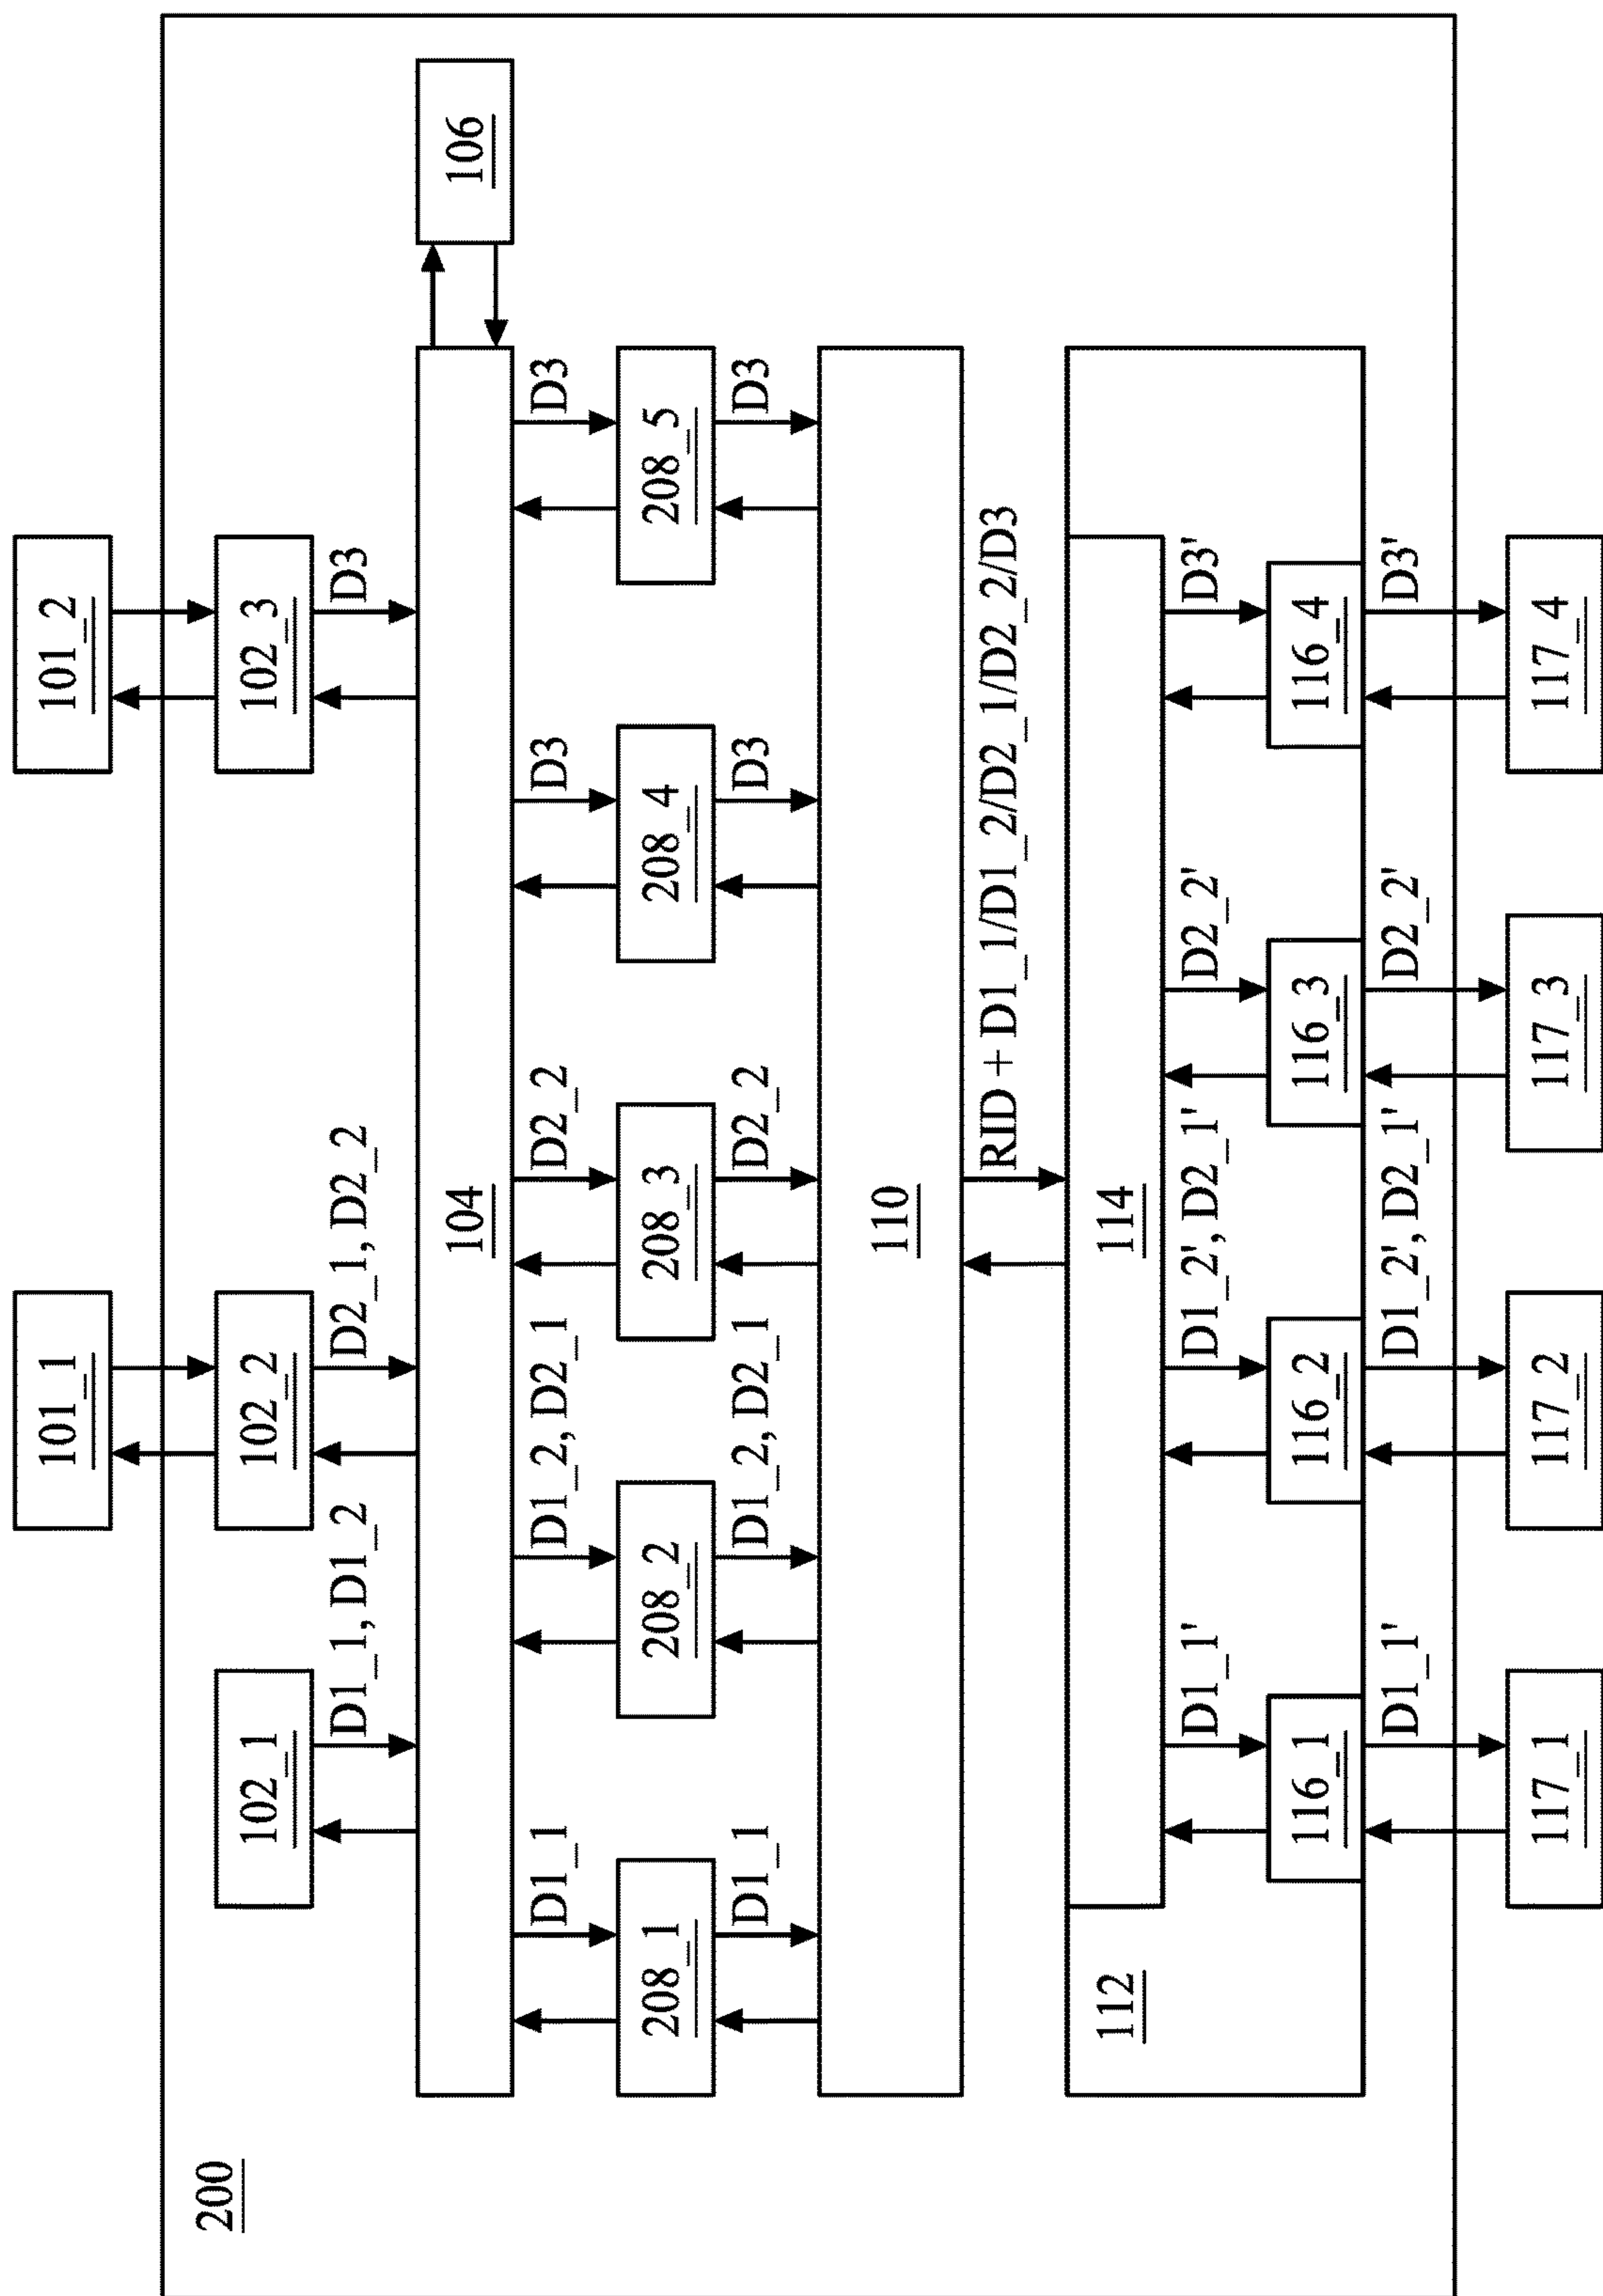 101_1
101_2
200
102_1
102_2
102_3
D1_1, D1_2
D2_1, D2_2
D3
104
106
D1_1
D1_2, D2_1
D2_2
D3
D3
208_1
208_2
208_3
208_4
208_5
D1_1
D1_2, D2_1
D2_2
D3
D3
110
RID + D1_1/D1_2/D2_1/D2_2/D3
112
114
D1_1'
D1_2', D2_1'
D2_2'
D3'
116_1
116_2
116_3
116_4
D1_1'
D1_2', D2_1'
D2_2'
D3'
117_1
117_2
117_3
117_4